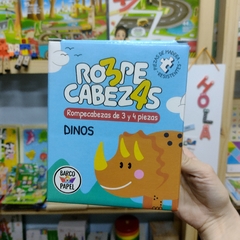 RO3PE
CABEZ4S
Rompecabezas de 3 y 4 piezas
DINOS
BARCO
DE
PAPEL
HOLA